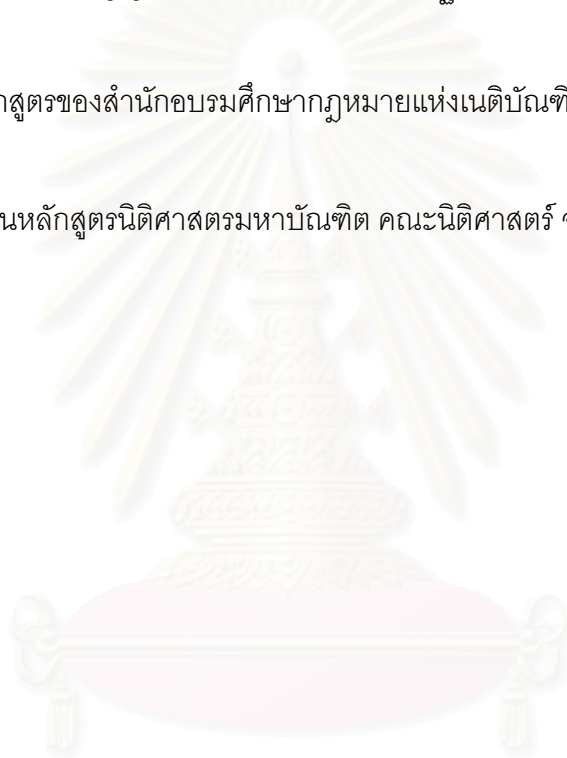 กสูตรของสำนักอบรมศึกษากฎหมายแห่งเนติบัณฑิ
นหลักสูตรนิติศาสตรมหาบัณฑิต คณะนิติศาสตร์